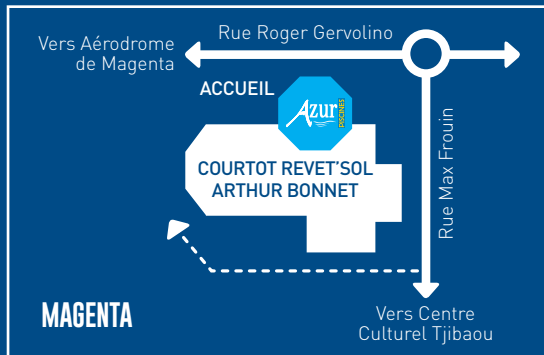 Rue Roger Gervolino
Vers Aérodrome
de Magenta
ACCUEIL
Azur
PISCINES
COURTOT REVET'SOL
ARTHUR BONNET
Rue Max Frouin
MAGENTA
Vers Centre
Culturel Tjibaou